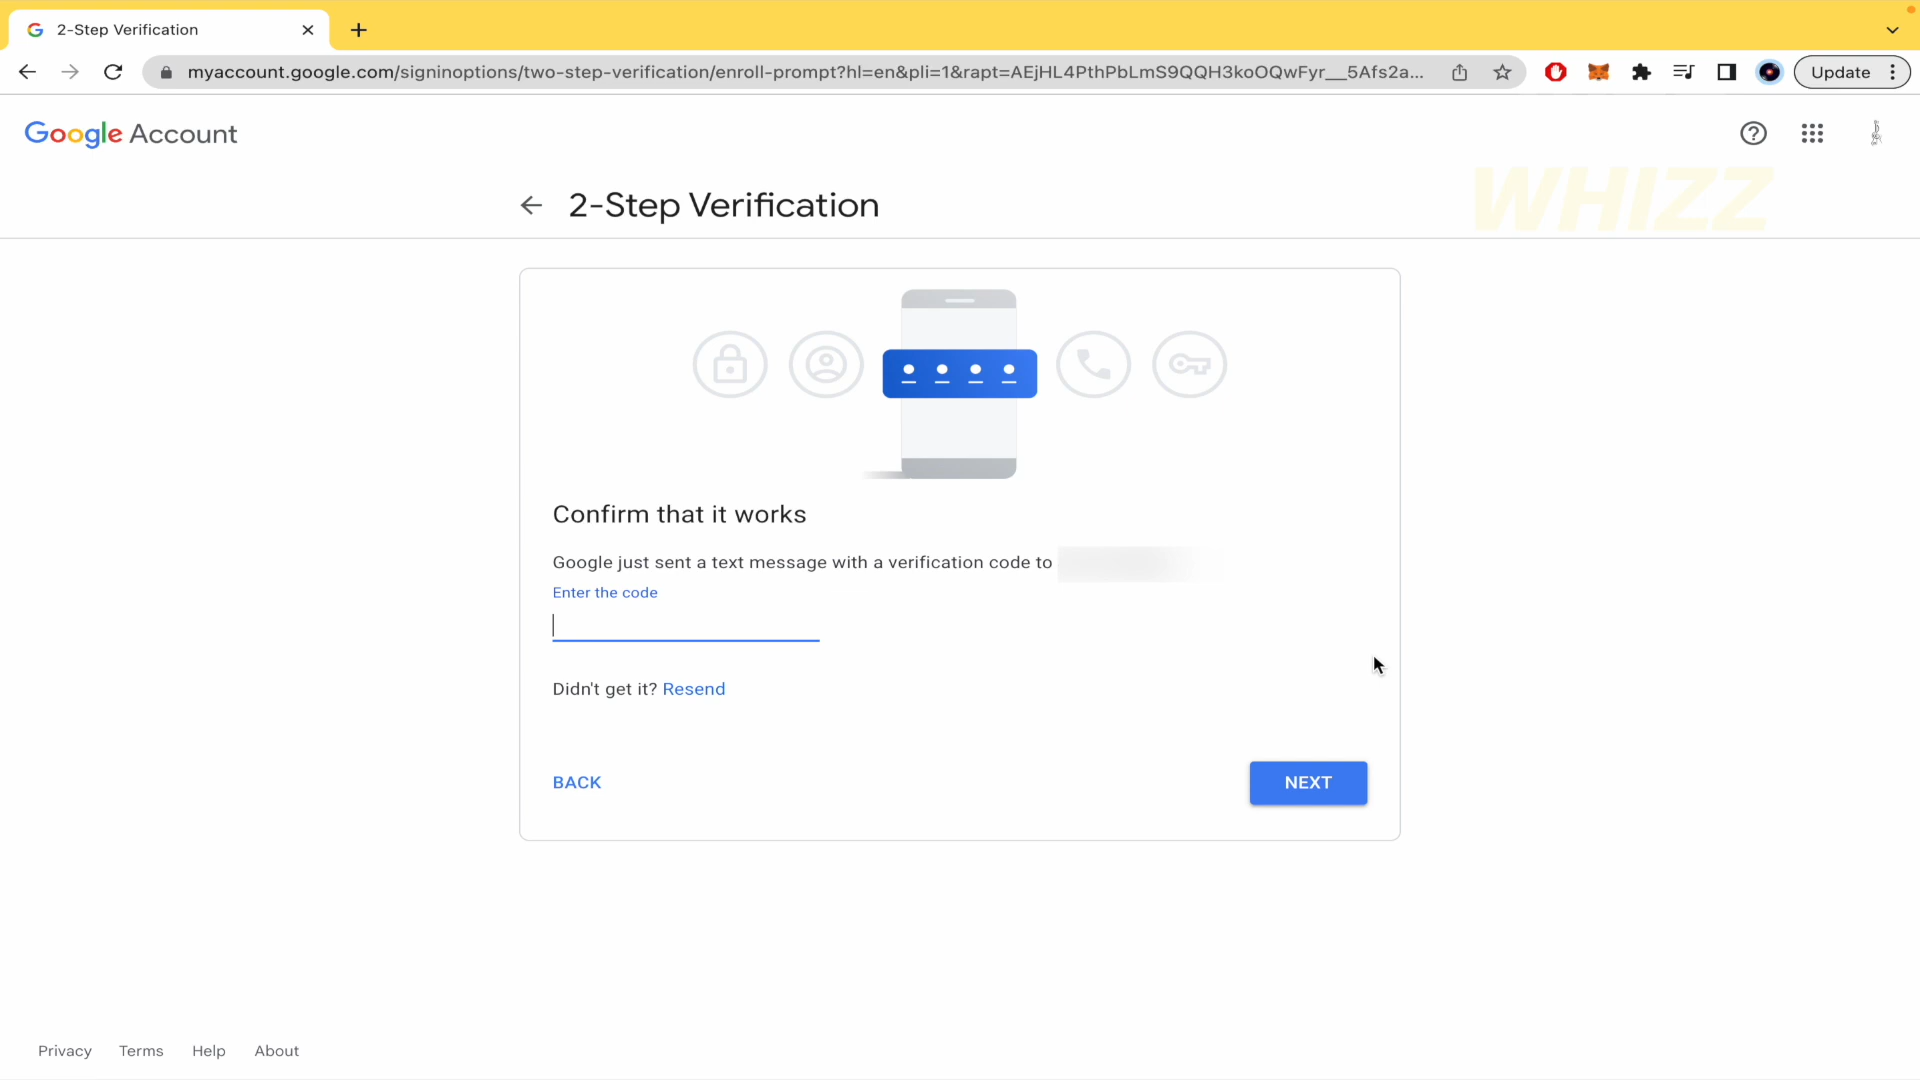 2-Step Verification
myaccount.google.com/signinoptions/two-step-verification/enroll-prompt?hl=en&pli=1&rapt=AEjHL4PthPbLmS9QQH3koOQwFyr__5Afs2a...
Update
Google Account
WHIZZ
2-Step Verification
Confirm that it works
Google just sent a text message with a verification code to
Enter the code
Didn't get it? Resend
BACK
NEXT
Privacy Terms Help About